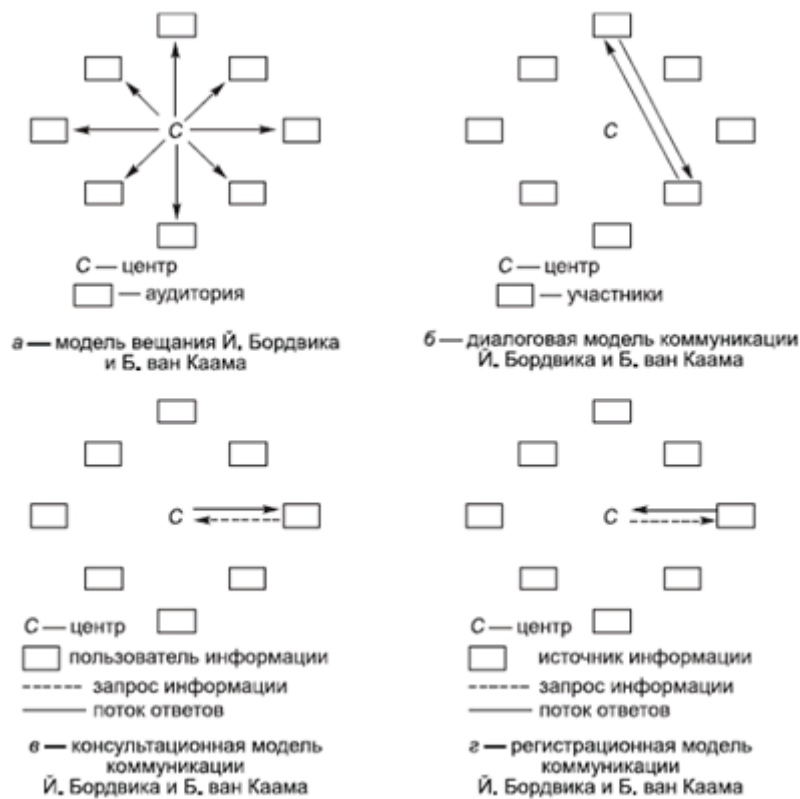 С
С — центр
— аудитория
а — модель вещания Й. Бордвика
и Б. ван Каама
С
С — центр
— участники
б — диалоговая модель коммуникации
Й. Бордвика и Б. ван Каама
С
С — центр
пользователь информации
запрос информации
поток ответов
в — консультационная модель
коммуникации
Й. Бордвика и Б. ван Каама
С
С — центр
источник информации
запрос информации
поток ответов
г — регистрационная модель
коммуникации
Й. Бордвика и Б. ван Каама